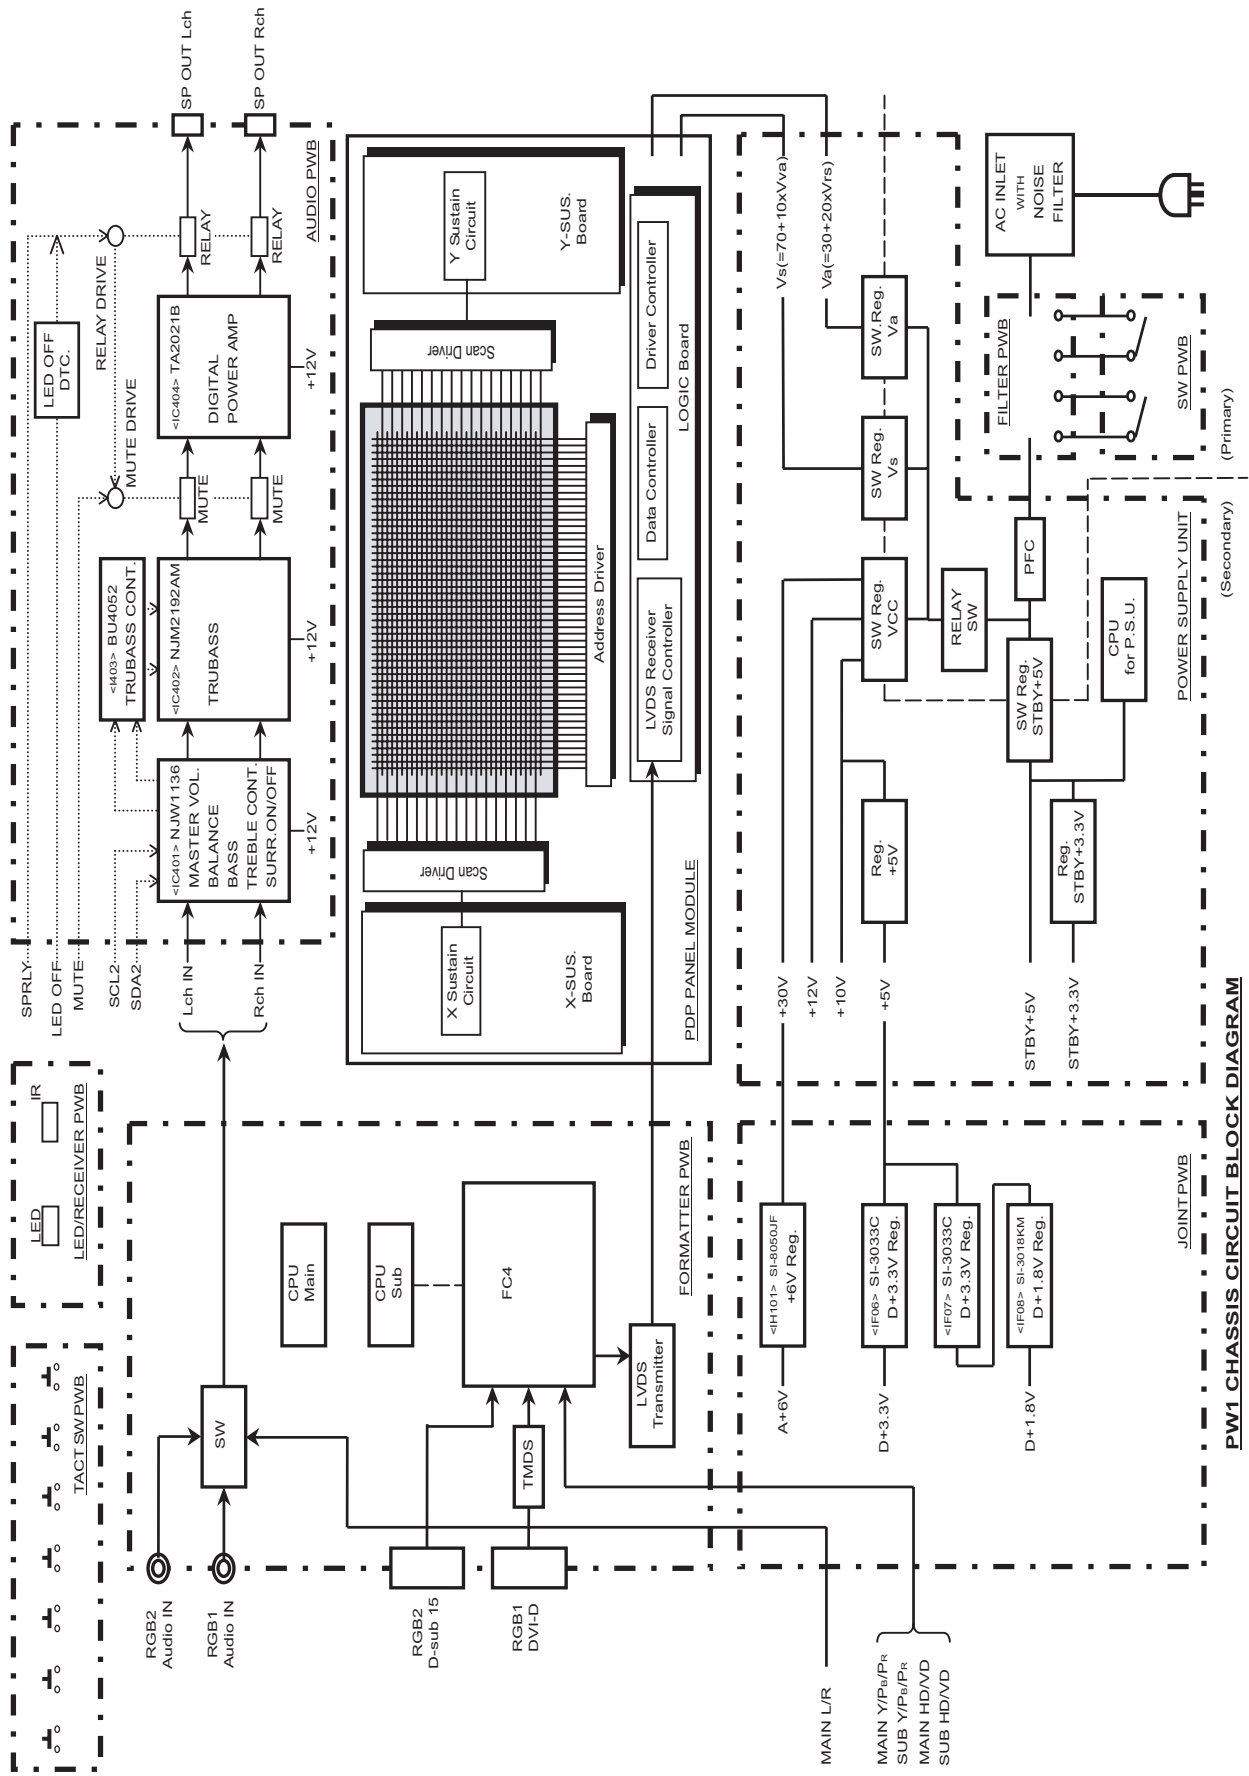 TACT SW PWB
LED
IR
LED/RECEIVER PWB
SPRLY
LED OFF
MUTE
SCL2
SDA2
Lch IN
Rch IN
<IC401> NJW1136
MASTER VOL.
BALANCE
BASS
TREBLE CONT.
SURR.ON/OFF
+12V
<I403> BU4052
TRUBASS CONT.
<IC402> NJM2192AM
TRUBASS
+12V
MUTE
MUTE
MUTE DRIVE
RELAY DRIVE
LED OFF
DTC.
<IC404> TA2021B
DIGITAL
POWER AMP
+12V
RELAY
RELAY
AUDIO PWB
SP OUT Lch
SP OUT Rch
RGB2
Audio IN
RGB1
Audio IN
SW
CPU
Main
CPU
Sub
FC4
RGB2
D-sub 15
RGB1
DVI-D
TMDS
LVDS
Transmitter
FORMATTER PWB
X Sustain
Circuit
X-SUS.
Board
Scan Driver
Address Driver
Scan Driver
Y Sustain
Circuit
Y-SUS.
Board
LVDS Receiver
Signal Controller
Data Controller
Driver Controller
LOGIC Board
PDP PANEL MODULE
MAIN L/R
MAIN Y/PB/PR
SUB Y/PB/PR
MAIN HD/VD
SUB HD/VD
A+6V
<IH101> SI-8050JF
+6V Reg.
D+3.3V
<IF06> SI-3033C
D+3.3V Reg.
<IF07> SI-3033C
D+3.3V Reg.
D+1.8V
<IF08> SI-3018KM
D+1.8V Reg.
JOINT PWB
+30V
+12V
+10V
+5V
Reg.
+5V
STBY+5V
STBY+3.3V
Reg.
STBY+3.3V
SW Reg.
STBY+5V
CPU
for P.S.U.
SW Reg.
VCC
RELAY
SW
PFC
SW Reg.
Vs
SW.Reg.
Va
Vs(=70+10xVva)
Va(=30+20xVrs)
POWER SUPPLY UNIT
(Secondary)
(Primary)
FILTER PWB
SW PWB
AC INLET
WITH
NOISE
FILTER
PW1 CHASSIS CIRCUIT BLOCK DIAGRAM